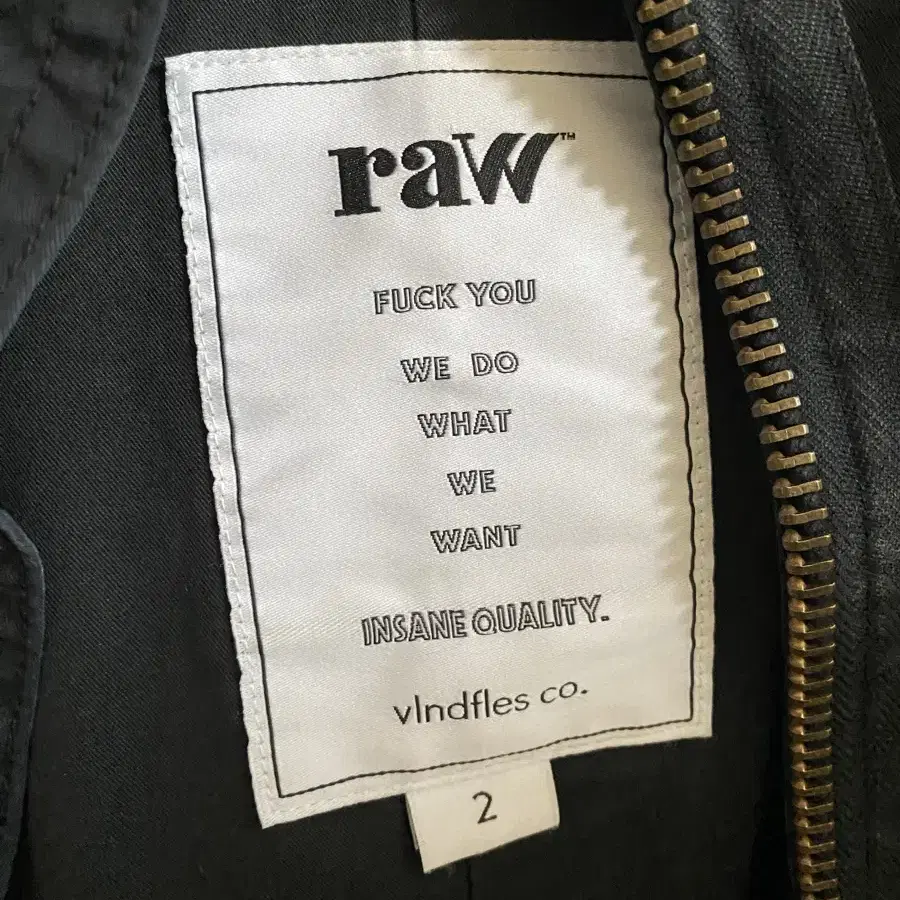 raw™
FUCK YOU
WE DO
WHAT
WE
WANT
INSANE QUALITY.
vlndfles co.
2